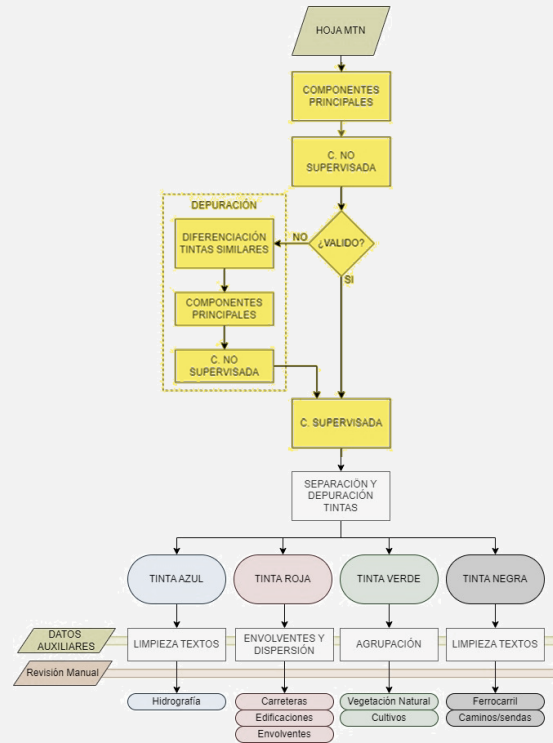 HOJA MTN
COMPONENTES
PRINCIPALES
C. NO
SUPERVISADA
DEPURACIÓN
¿VALIDO?
NO
SI
DIFERENCIACIÓN
TINTAS SIMILARES
COMPONENTES
PRINCIPALES
C. NO
SUPERVISADA
C. SUPERVISADA
SEPARACIÓN Y
DEPURACIÓN
TINTAS
TINTA AZUL
TINTA ROJA
TINTA VERDE
TINTA NEGRA
DATOS
AUXILIARES
LIMPIEZA TEXTOS
ENVOLVENTES Y
DISPERSIÓN
AGRUPACIÓN
LIMPIEZA TEXTOS
Revisión Manual
Hidrografía
Carreteras
Edificaciones
Envolventes
Vegetación Natural
Cultivos
Ferrocarril
Caminos/sendas